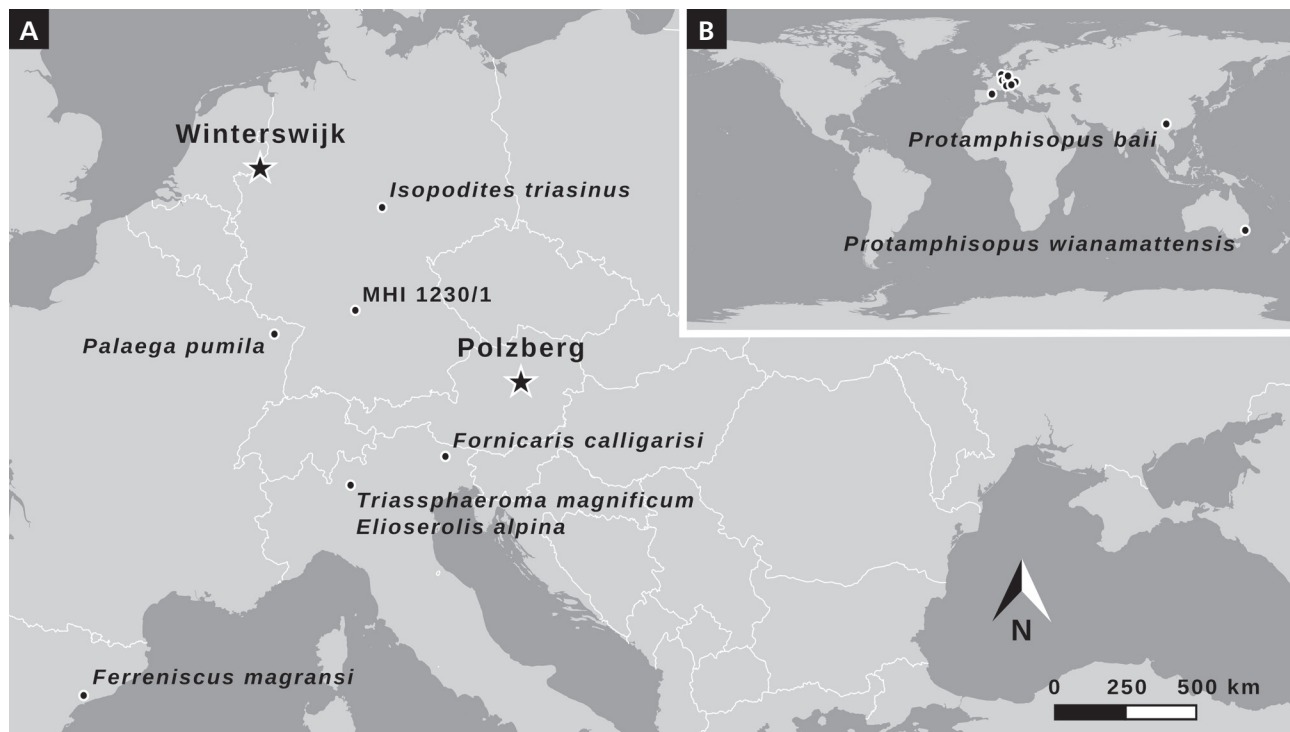 A
B
Winterswijk
Isopodites triasinus
Protamphisopus baii
Protamphisopus wianamattensis
MHI 1230/1
Palaega pumila
Polzberg
Fornicaris calligarisi
Triassphaeroma magnificum
Elioserolis alpina
N
Ferreniscus magransi
0 250 500 km